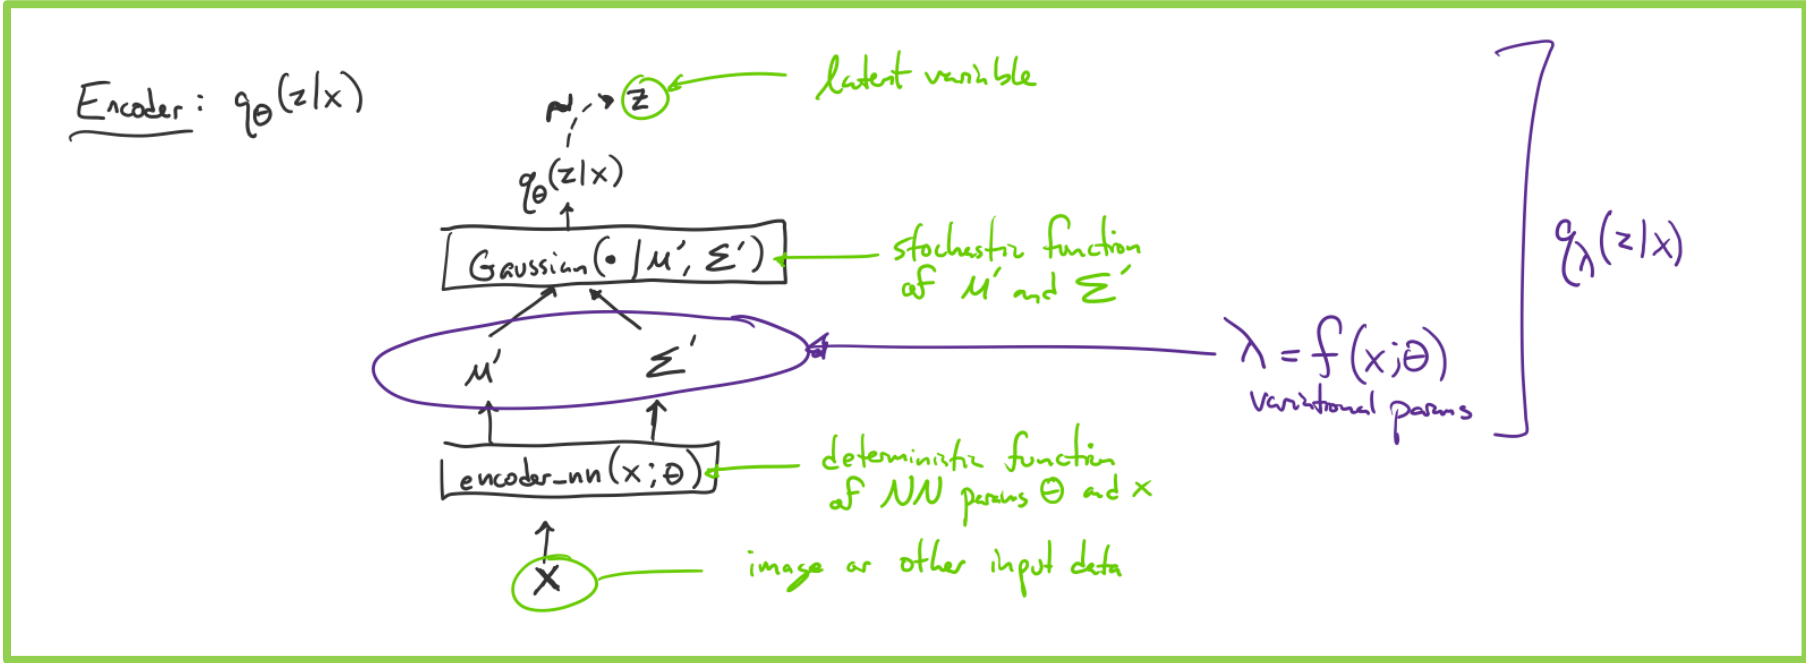 Encoder: qθ(z|x)
~ z
latent variable
qθ(z|x)
Gaussian(• | μ', Σ')
stochastic function
of μ' and Σ'
qλ(z|x)
μ' Σ'
λ = f(x;θ)
variational params
encoder_nn(x;θ)
deterministic function
of NN params θ and x
x
image or other input data